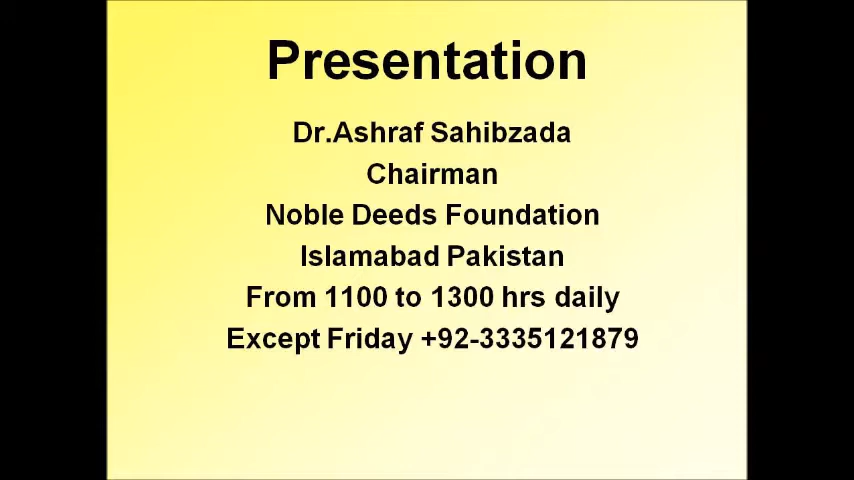 Presentation
Dr.Ashraf Sahibzada
Chairman
Noble Deeds Foundation
Islamabad Pakistan
From 1100 to 1300 hrs daily
Except Friday +92-3335121879